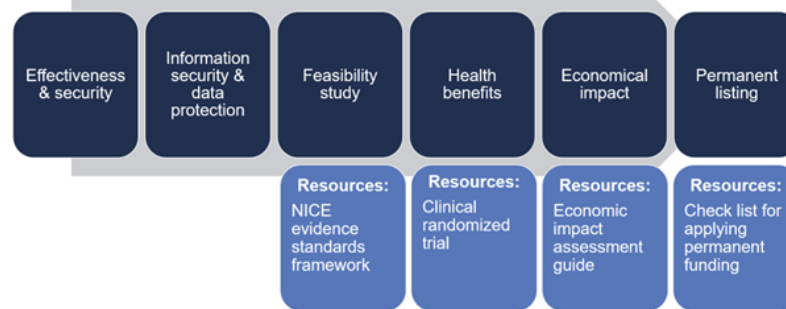 Effectiveness
& security
Information
security &
data
protection
Feasibility
study
Health
benefits
Economical
impact
Permanent
listing
Resources:
NICE
evidence
standards
framework
Resources:
Clinical
randomized
trial
Resources:
Economic
impact
assessment
guide
Resources:
Check list for
applying
permanent
funding